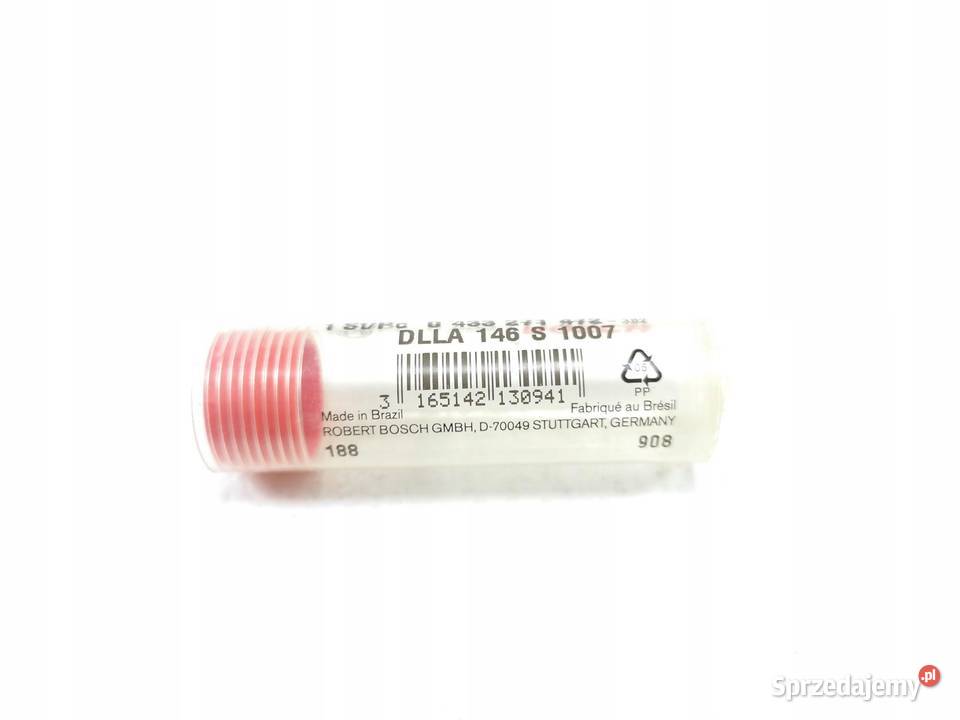 DLLA 146 S 1007
05
PP
3 165142 130941
Made in Brazil
Fabriqué au Brésil
ROBERT BOSCH GMBH, D-70049 STUTTGART, GERMANY
188
908
Sprzedajemy.pl